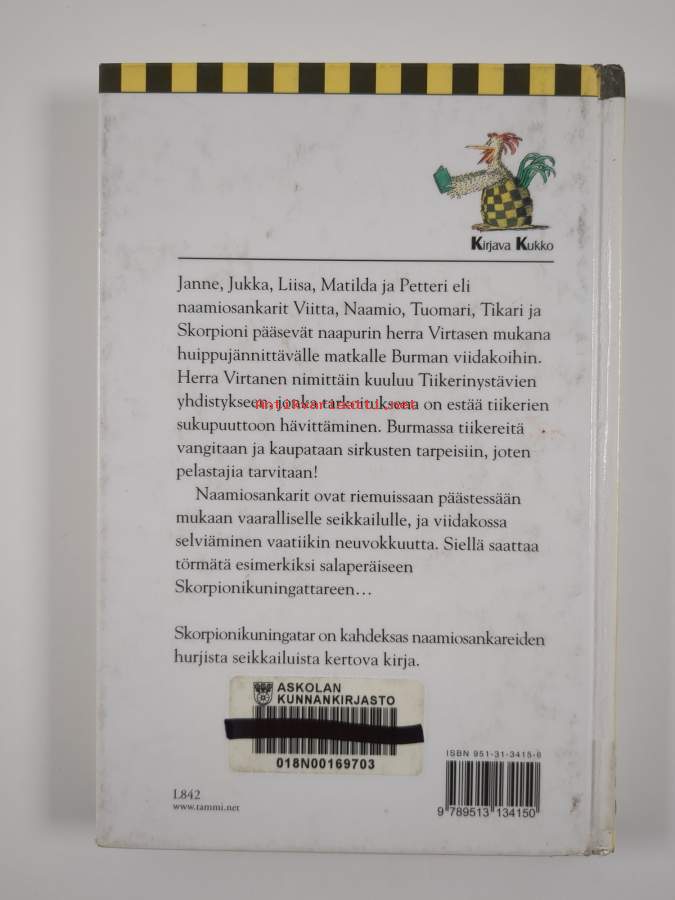 Kirjava Kukko
Janne, Jukka, Liisa, Matilda ja Petteri eli
naamiosankarit Viitta, Naamio, Tuomari, Tikari ja
Skorpioni pääsevät naapurin herra Virtasen mukana
huippujännittävälle matkalle Burman viidakoihin.
Herra Virtanen nimittäin kuuluu Tiikerinystävien
yhdistykseen, jonka tarkoituksena on estää tiikerien
sukupuuttoon hävittäminen. Burmassa tiikereitä
vangitaan ja kaupataan sirkusten tarpeisiin, joten
pelastajia tarvitaan!
Naamiosankarit ovat riemuissaan päästessään
mukaan vaaralliselle seikkailulle, ja viidakossa
selviäminen vaatiikin neuvokkuutta. Siellä saattaa
törmätä esimerkiksi salaperäiseen
Skorpionikuningattareen…
Skorpionikuningatar on kahdeksas naamiosankareiden
hurjista seikkailuista kertova kirja.
ASKOLAN
KUNNANKIRJASTO
018N00169703
L842
www.tammi.net
ISBN 951-31-3415-8
9 789513 134150